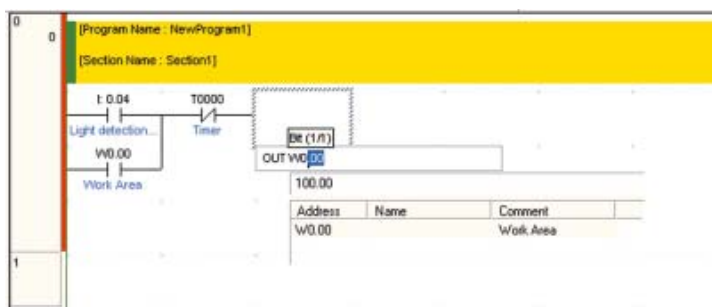 0
0
[Program Name : NewProgram1]
[Section Name : Section1]
I: 0.04
T0000
Light detection...
Timer
W0.00
Work Area
Bit (1/1)
OUT W0.00
100.00
Address Name Comment
W0.00 Work Area
1